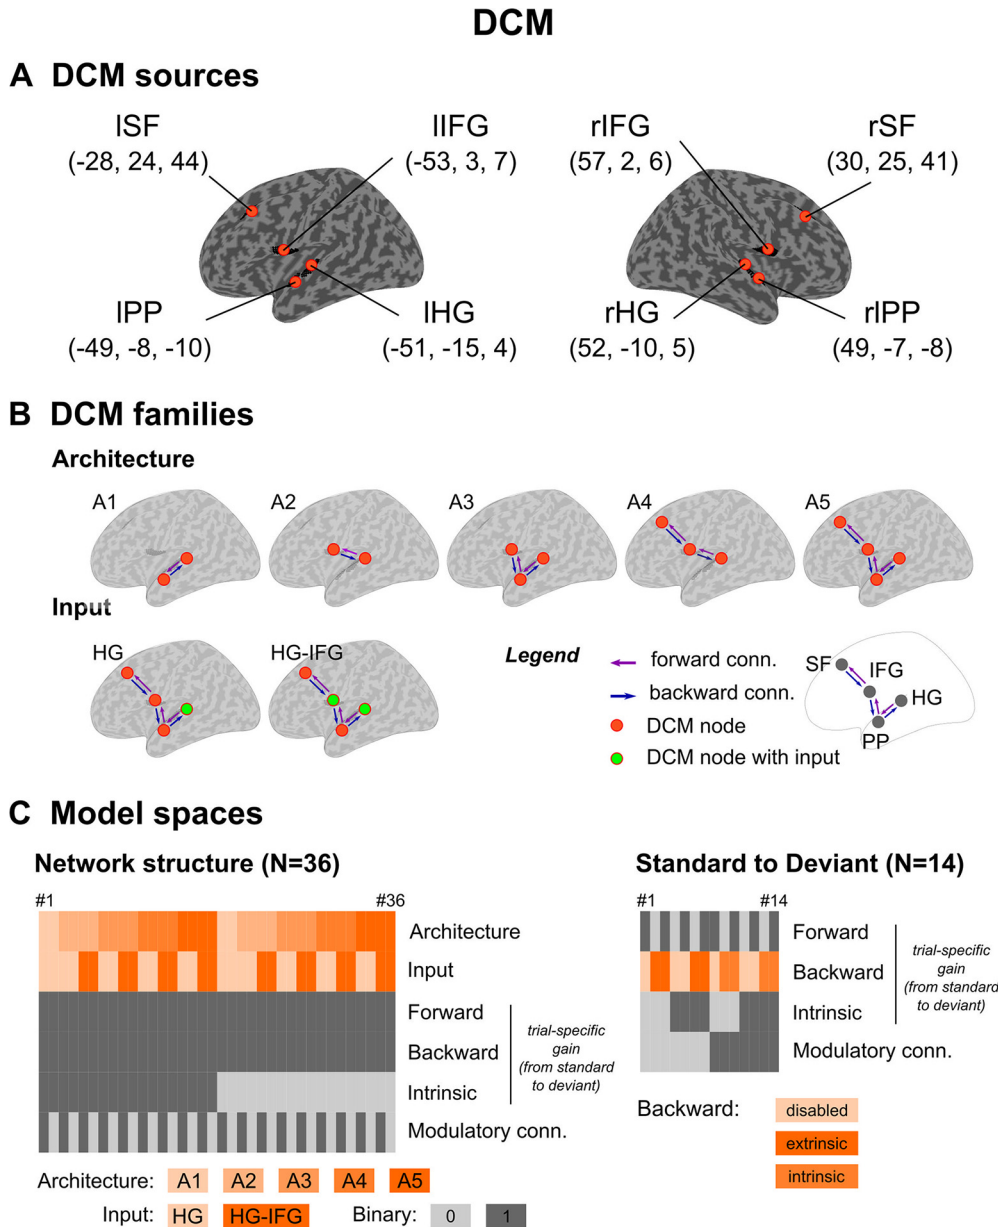 DCM
A DCM sources
lSF lIFG rIFG rSF
(-28, 24, 44) (-53, 3, 7) (57, 2, 6) (30, 25, 41)
lPP lHG rHG rlPP
(-49, -8, -10) (-51, -15, 4) (52, -10, 5) (49, -7, -8)
B DCM families
Architecture
A1 A2 A3 A4 A5
Input
HG HG-IFG
Legend
forward conn.
backward conn.
DCM node
DCM node with input
SF IFG
HG
PP
C Model spaces
Network structure (N=36)
#1 #36
Architecture
Input
Forward
Backward
Intrinsic
Modulatory conn.
trial-specific
gain
(from standard
to deviant)
Architecture: A1 A2 A3 A4 A5
Input: HG HG-IFG Binary: 0 1
Standard to Deviant (N=14)
#1 #14
Forward
Backward
Intrinsic
Modulatory conn.
trial-specific
gain
(from standard
to deviant)
Backward: disabled
extrinsic
intrinsic